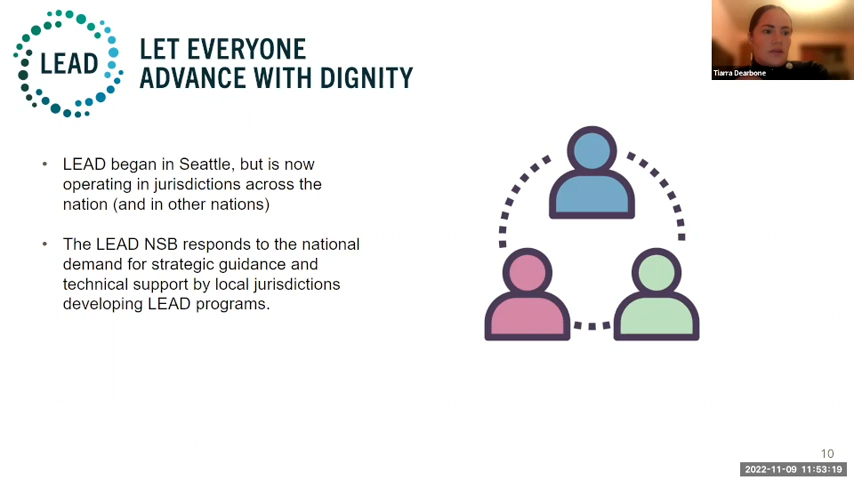 LEAD
LET EVERYONE
ADVANCE WITH DIGNITY
Tiarra Dearbone
• LEAD began in Seattle, but is now
operating in jurisdictions across the
nation (and in other nations)
• The LEAD NSB responds to the national
demand for strategic guidance and
technical support by local jurisdictions
developing LEAD programs.
10
2022-11-09 11:53:19